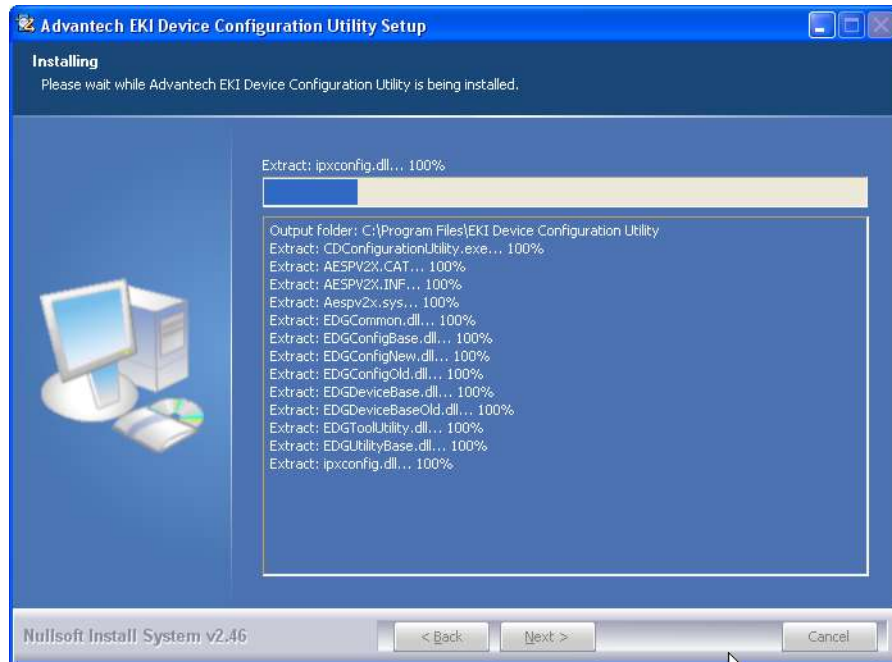 Advantech EKI Device Configuration Utility Setup
Installing
Please wait while Advantech EKI Device Configuration Utility is being installed.
Extract: ipxconfig.dll... 100%
Output folder: C:\Program Files\EKI Device Configuration Utility
Extract: CDConfigurationUtility.exe... 100%
Extract: AESPV2X.CAT... 100%
Extract: AESPV2X.INF... 100%
Extract: Aespv2x.sys... 100%
Extract: EDGCommon.dll... 100%
Extract: EDGConfigBase.dll... 100%
Extract: EDGConfigNew.dll... 100%
Extract: EDGConfigOld.dll... 100%
Extract: EDGDeviceBase.dll... 100%
Extract: EDGDeviceBaseOld.dll... 100%
Extract: EDGToolUtility.dll... 100%
Extract: EDGUtilityBase.dll... 100%
Extract: ipxconfig.dll... 100%
Nullsoft Install System v2.46
< Back
Next >
Cancel